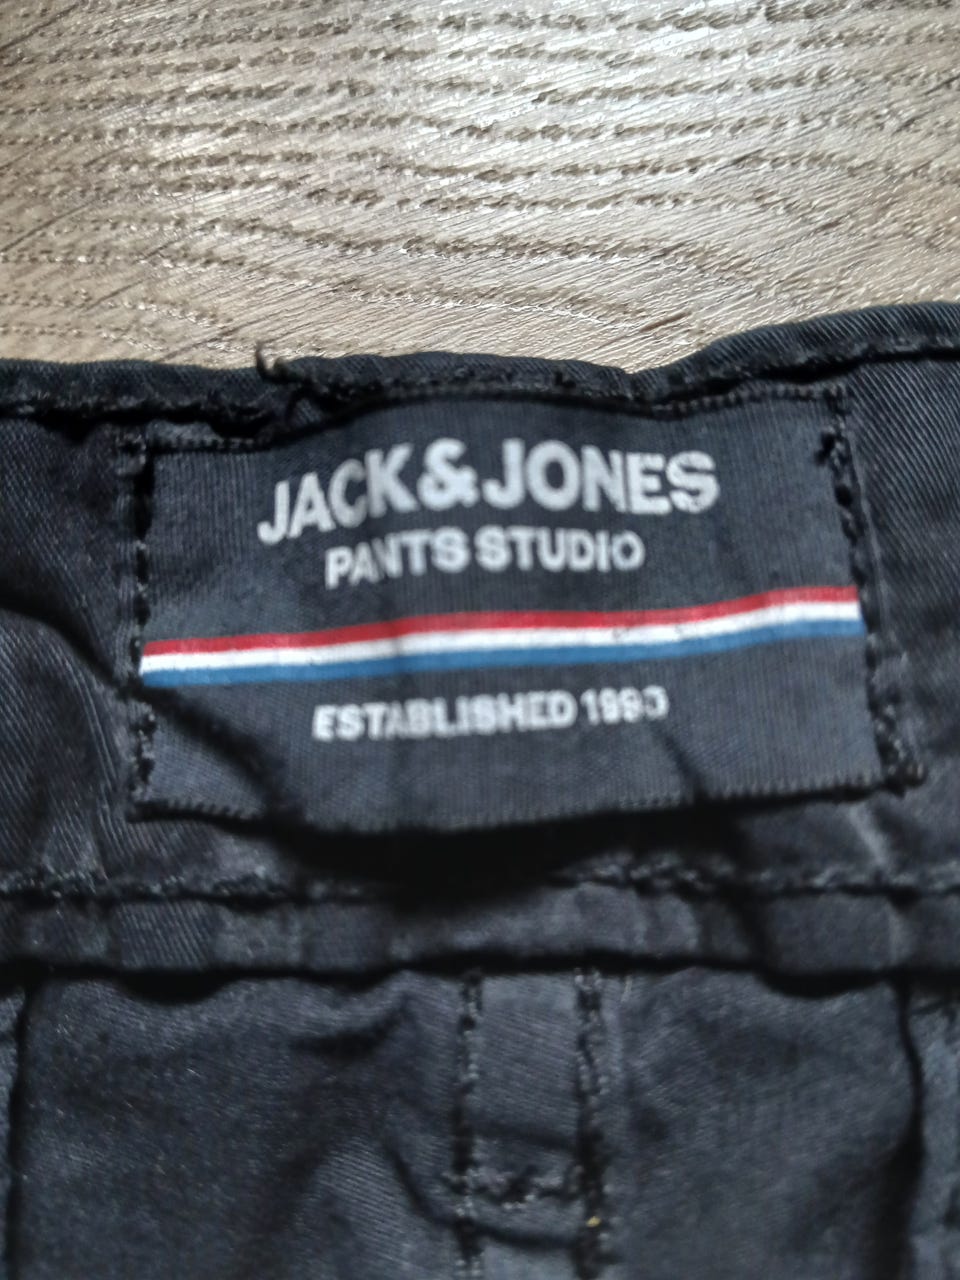 JACK & JONES
PANTS STUDIO
ESTABLISHED 1990